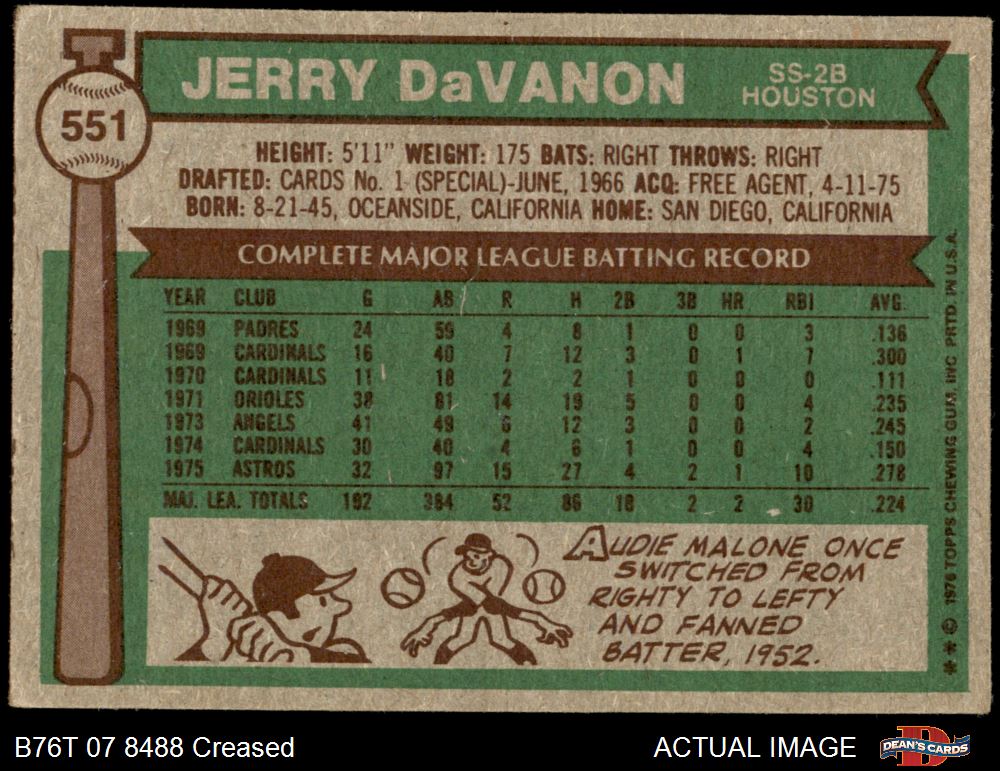 551
JERRY DaVANON
SS-2B
HOUSTON
HEIGHT: 5'11" WEIGHT: 175 BATS: RIGHT THROWS: RIGHT
DRAFTED: CARDS No. 1 (SPECIAL)-JUNE, 1966 ACQ: FREE AGENT, 4-11-75
BORN: 8-21-45, OCEANSIDE, CALIFORNIA HOME: SAN DIEGO, CALIFORNIA
COMPLETE MAJOR LEAGUE BATTING RECORD
YEAR CLUB G AB R H 2B 3B HR RBI AVG.
1969 PADRES 24 59 4 8 1 0 0 3 .136
1969 CARDINALS 16 40 7 12 3 0 1 7 .300
1970 CARDINALS 11 18 2 2 1 0 0 0 .111
1971 ORIOLES 38 81 14 19 5 0 0 4 .235
1973 ANGELS 41 49 6 12 3 0 0 2 .245
1974 CARDINALS 30 40 4 6 1 0 0 4 .150
1975 ASTROS 32 97 15 27 4 2 1 10 .278
MAJ. LEA. TOTALS 192 384 52 86 18 2 2 30 .224
AUDIE MALONE ONCE
SWITCHED FROM
RIGHTY TO LEFTY
AND FANNED
BATTER, 1952.
** © 1976 TOPPS CHEWING GUM, INC. PRTD. IN U.S.A.
B76T 07 8488 Creased
ACTUAL IMAGE
DEAN'S CARDS